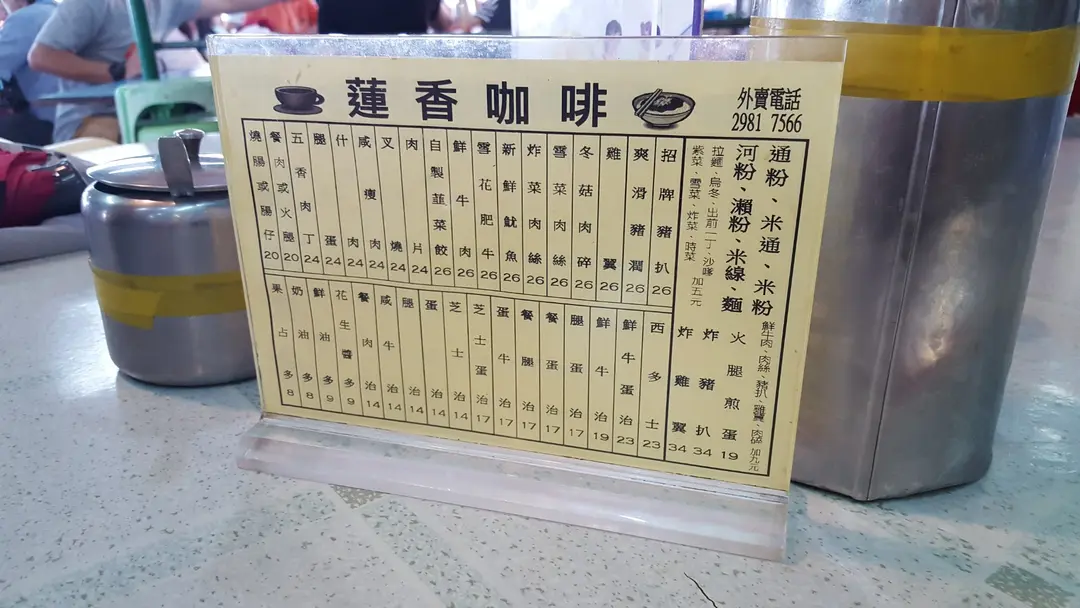 蓮香咖啡
外賣電話
2981 7566
通粉、米通、米粉
河粉、瀨粉、米線、麵
拉麵、烏冬、出前一丁、沙嗲
紫菜、雪菜、炸菜、時菜 加五元
招牌豬扒 26
爽滑豬潤 26
雞翼 26
冬菇肉碎 26
雪菜肉絲 26
炸菜肉絲 26
新鮮魷魚 26
雪花肥牛 26
鮮牛肉 26
自製韮菜餃 26
肉片 24
叉燒 24
咸瘦肉 24
什肉 24
腿蛋 24
五香肉丁 24
餐肉或火腿 20
燒腸或腸仔 20
鮮牛肉、肉絲、豬扒、雞翼、肉碎 加九元
火腿煎蛋 19
炸豬扒 34
炸雞翼 34
西多士 23
鮮牛蛋治 23
鮮牛治 19
腿蛋治 17
餐蛋治 17
餐腿治 17
蛋牛治 17
芝士蛋治 17
芝士治 14
蛋治 14
腿治 14
咸牛治 14
餐肉治 14
花生醬多 9
鮮油多 9
奶油多 8
果占多 8